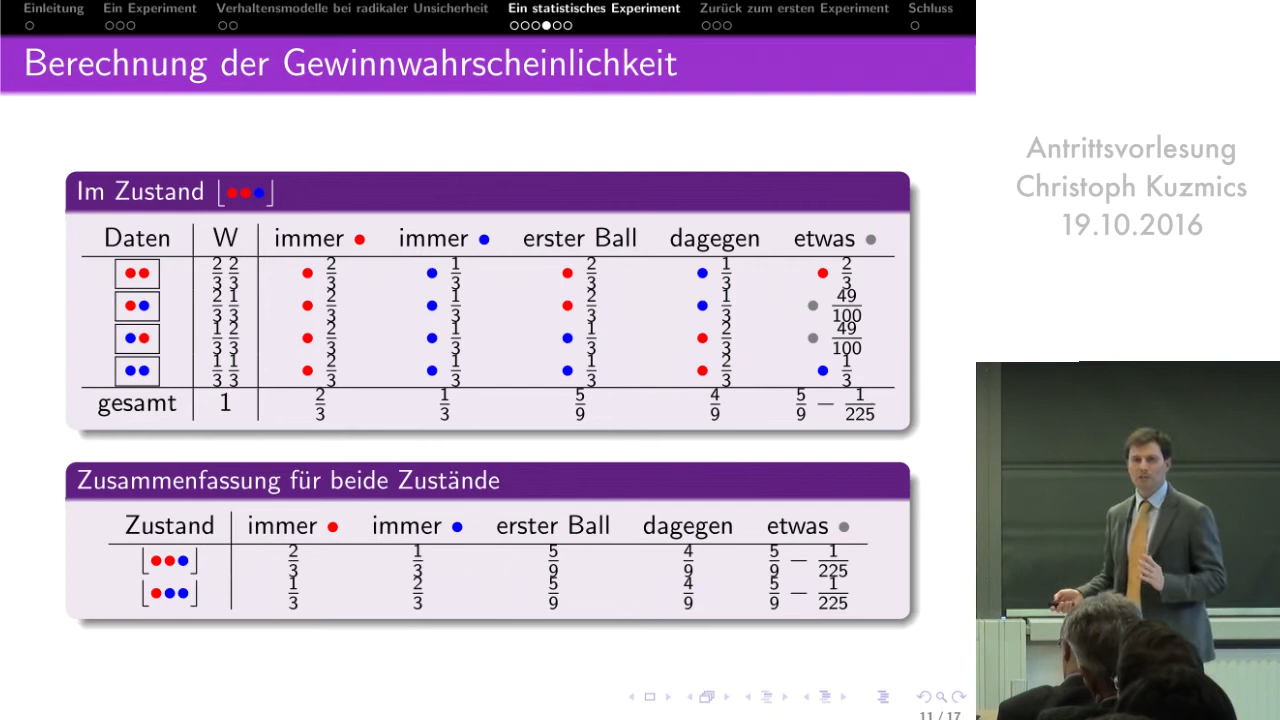 Einleitung Ein Experiment Verhaltensmodelle bei radikaler Unsicherheit Ein statistisches Experiment Zurück zum ersten Experiment Schluss
Berechnung der Gewinnwahrscheinlichkeit
Antrittsvorlesung
Christoph Kuzmics
19.10.2016
Im Zustand
Daten W immer immer erster Ball dagegen etwas
2/3 2/3 2/3 1/3 2/3 1/3 2/3
2/3 1/3 2/3 1/3 2/3 1/3 49/100
1/3 2/3 2/3 1/3 1/3 2/3 49/100
1/3 1/3 2/3 1/3 1/3 2/3 1/3
gesamt 1 2/3 1/3 5/9 4/9 5/9 − 1/225
Zusammenfassung für beide Zustände
Zustand immer immer erster Ball dagegen etwas
2/3 1/3 5/9 4/9 5/9 − 1/225
1/3 2/3 5/9 4/9 5/9 − 1/225
11 / 17